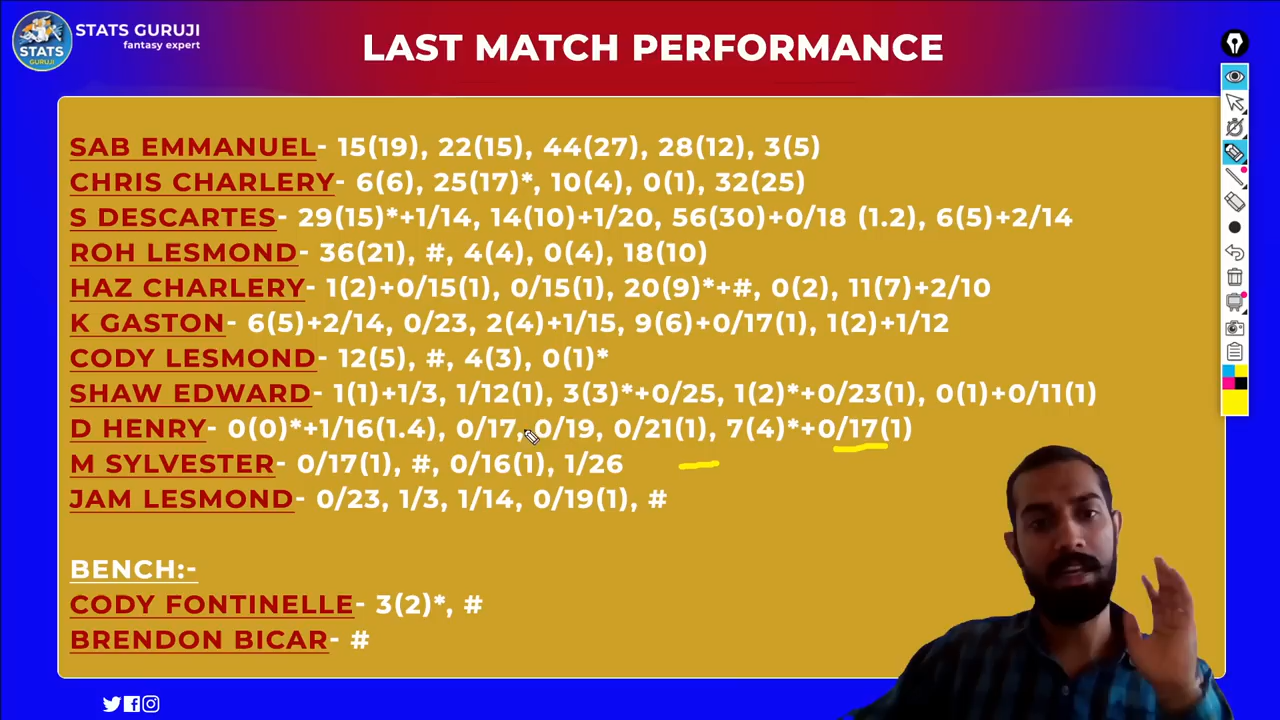 STATS GURUJI
fantasy expert
STATS
GURUJI
LAST MATCH PERFORMANCE
SAB EMMANUEL- 15(19), 22(15), 44(27), 28(12), 3(5)
CHRIS CHARLERY- 6(6), 25(17)*, 10(4), 0(1), 32(25)
S DESCARTES- 29(15)*+1/14, 14(10)+1/20, 56(30)+0/18 (1.2), 6(5)+2/14
ROH LESMOND- 36(21), #, 4(4), 0(4), 18(10)
HAZ CHARLERY- 1(2)+0/15(1), 0/15(1), 20(9)*+#, 0(2), 11(7)+2/10
K GASTON- 6(5)+2/14, 0/23, 2(4)+1/15, 9(6)+0/17(1), 1(2)+1/12
CODY LESMOND- 12(5), #, 4(3), 0(1)*
SHAW EDWARD- 1(1)+1/3, 1/12(1), 3(3)*+0/25, 1(2)*+0/23(1), 0(1)+0/11(1)
D HENRY- 0(0)*+1/16(1.4), 0/17, 0/19, 0/21(1), 7(4)*+0/17(1)
M SYLVESTER- 0/17(1), #, 0/16(1), 1/26
JAM LESMOND- 0/23, 1/3, 1/14, 0/19(1), #
BENCH:-
CODY FONTINELLE- 3(2)*, #
BRENDON BICAR- #